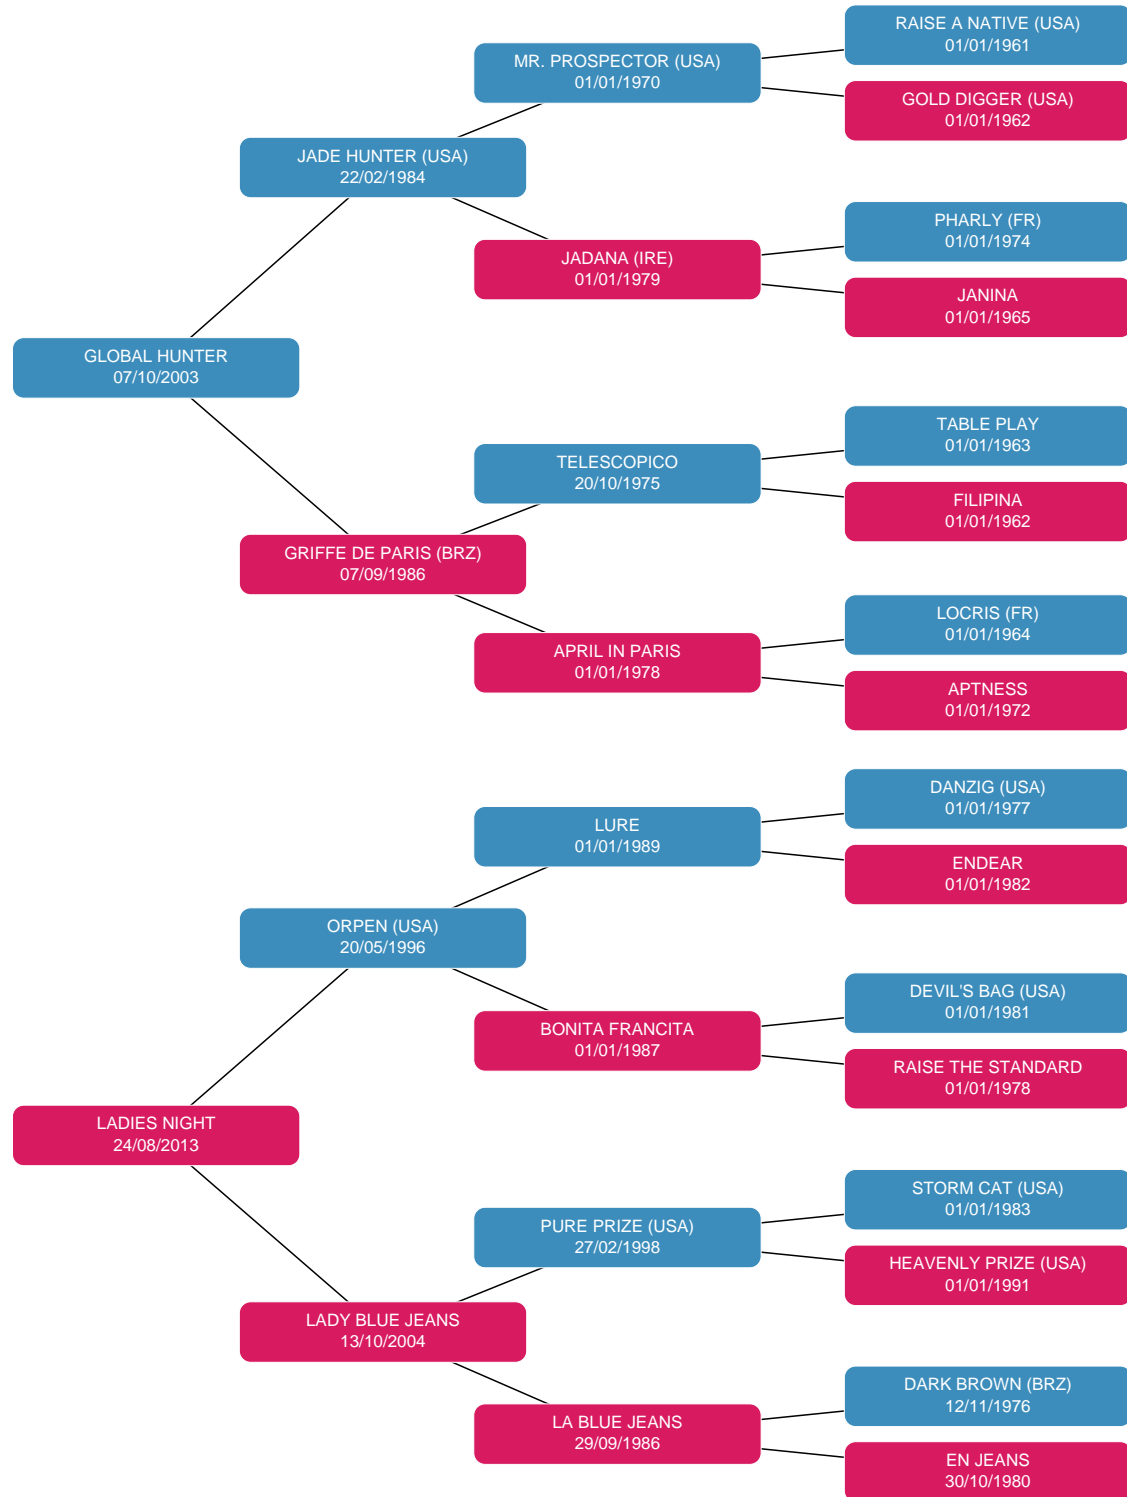 RAISE A NATIVE (USA)
01/01/1961
MR. PROSPECTOR (USA)
01/01/1970
GOLD DIGGER (USA)
01/01/1962
JADE HUNTER (USA)
22/02/1984
PHARLY (FR)
01/01/1974
JADANA (IRE)
01/01/1979
JANINA
01/01/1965
GLOBAL HUNTER
07/10/2003
TABLE PLAY
01/01/1963
TELESCOPICO
20/10/1975
FILIPINA
01/01/1962
GRIFFE DE PARIS (BRZ)
07/09/1986
LOCRIS (FR)
01/01/1964
APRIL IN PARIS
01/01/1978
APTNESS
01/01/1972
DANZIG (USA)
01/01/1977
LURE
01/01/1989
ENDEAR
01/01/1982
ORPEN (USA)
20/05/1996
DEVIL'S BAG (USA)
01/01/1981
BONITA FRANCITA
01/01/1987
RAISE THE STANDARD
01/01/1978
LADIES NIGHT
24/08/2013
STORM CAT (USA)
01/01/1983
PURE PRIZE (USA)
27/02/1998
HEAVENLY PRIZE (USA)
01/01/1991
LADY BLUE JEANS
13/10/2004
DARK BROWN (BRZ)
12/11/1976
LA BLUE JEANS
29/09/1986
EN JEANS
30/10/1980